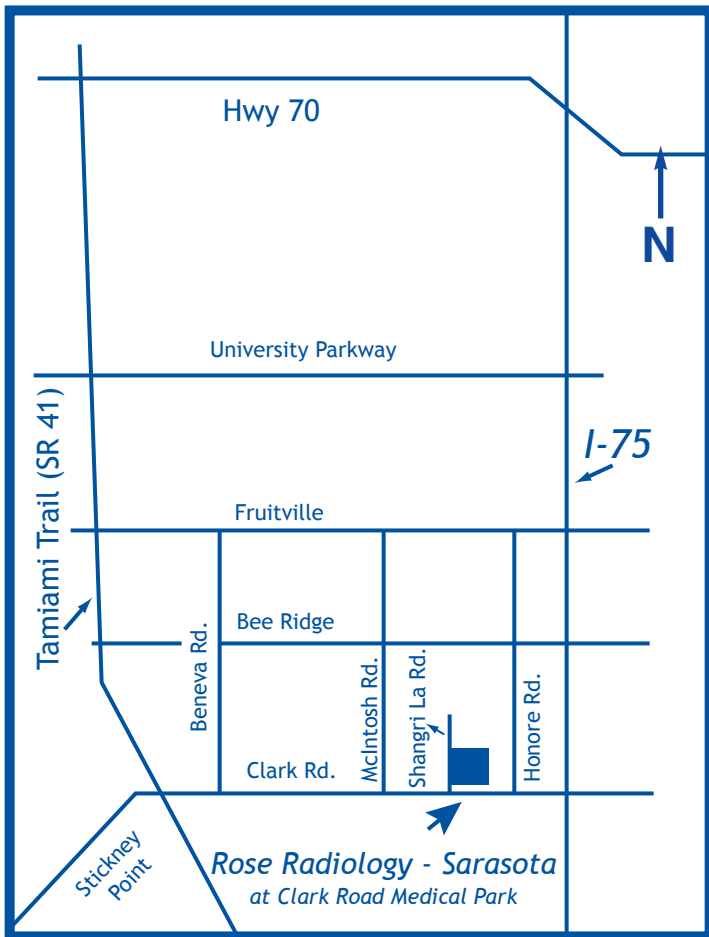 Hwy 70
N
University Parkway
Tamiami Trail (SR 41)
I-75
Fruitville
Bee Ridge
Beneva Rd.
McIntosh Rd.
Shangri La Rd.
Honore Rd.
Clark Rd.
Stickney
Point
Rose Radiology - Sarasota
at Clark Road Medical Park